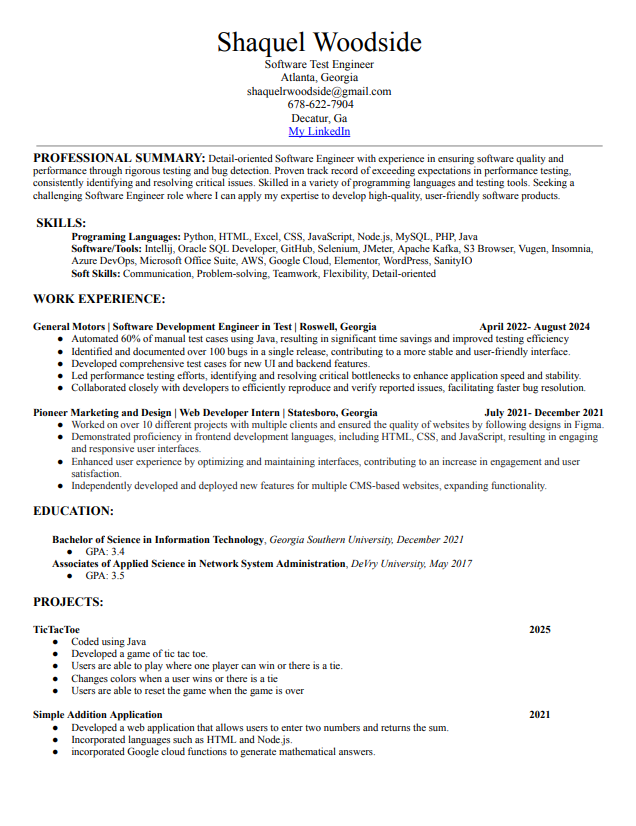 Shaquel Woodside
Software Test Engineer
Atlanta, Georgia
shaquelrwoodside@gmail.com
678-622-7904
Decatur, Ga
My LinkedIn
PROFESSIONAL SUMMARY: Detail-oriented Software Engineer with experience in ensuring software quality and
performance through rigorous testing and bug detection. Proven track record of exceeding expectations in performance testing,
consistently identifying and resolving critical issues. Skilled in a variety of programming languages and testing tools. Seeking a
challenging Software Engineer role where I can apply my expertise to develop high-quality, user-friendly software products.
SKILLS:
Programing Languages: Python, HTML, Excel, CSS, JavaScript, Node.js, MySQL, PHP, Java
Software/Tools: Intellij, Oracle SQL Developer, GitHub, Selenium, JMeter, Apache Kafka, S3 Browser, Vugen, Insomnia,
Azure DevOps, Microsoft Office Suite, AWS, Google Cloud, Elementor, WordPress, SanityIO
Soft Skills: Communication, Problem-solving, Teamwork, Flexibility, Detail-oriented
WORK EXPERIENCE:
General Motors | Software Development Engineer in Test | Roswell, Georgia April 2022- August 2024
● Automated 60% of manual test cases using Java, resulting in significant time savings and improved testing efficiency
● Identified and documented over 100 bugs in a single release, contributing to a more stable and user-friendly interface.
● Developed comprehensive test cases for new UI and backend features.
● Led performance testing efforts, identifying and resolving critical bottlenecks to enhance application speed and stability.
● Collaborated closely with developers to efficiently reproduce and verify reported issues, facilitating faster bug resolution.
Pioneer Marketing and Design | Web Developer Intern | Statesboro, Georgia July 2021- December 2021
● Worked on over 10 different projects with multiple clients and ensured the quality of websites by following designs in Figma.
● Demonstrated proficiency in frontend development languages, including HTML, CSS, and JavaScript, resulting in engaging
and responsive user interfaces.
● Enhanced user experience by optimizing and maintaining interfaces, contributing to an increase in engagement and user
satisfaction.
● Independently developed and deployed new features for multiple CMS-based websites, expanding functionality.
EDUCATION:
Bachelor of Science in Information Technology, Georgia Southern University, December 2021
● GPA: 3.4
Associates of Applied Science in Network System Administration, DeVry University, May 2017
● GPA: 3.5
PROJECTS:
TicTacToe 2025
● Coded using Java
● Developed a game of tic tac toe.
● Users are able to play where one player can win or there is a tie.
● Changes colors when a user wins or there is a tie
● Users are able to reset the game when the game is over
Simple Addition Application 2021
● Developed a web application that allows users to enter two numbers and returns the sum.
● Incorporated languages such as HTML and Node.js.
● incorporated Google cloud functions to generate mathematical answers.